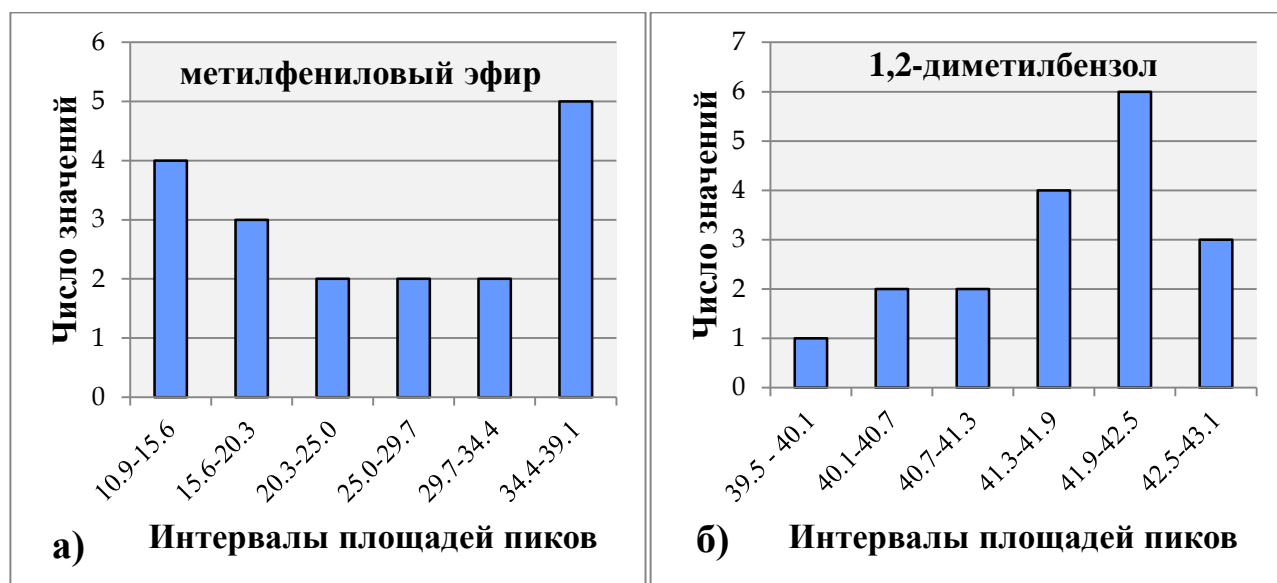 метилфениловый эфир
Число значений
6
5
4
3
2
1
0
10.9-15.6
15.6-20.3
20.3-25.0
25.0-29.7
29.7-34.4
34.4-39.1
а)
Интервалы площадей пиков
1,2-диметилбензол
Число значений
7
6
5
4
3
2
1
0
39.5 - 40.1
40.1-40.7
40.7-41.3
41.3-41.9
41.9-42.5
42.5-43.1
б)
Интервалы площадей пиков